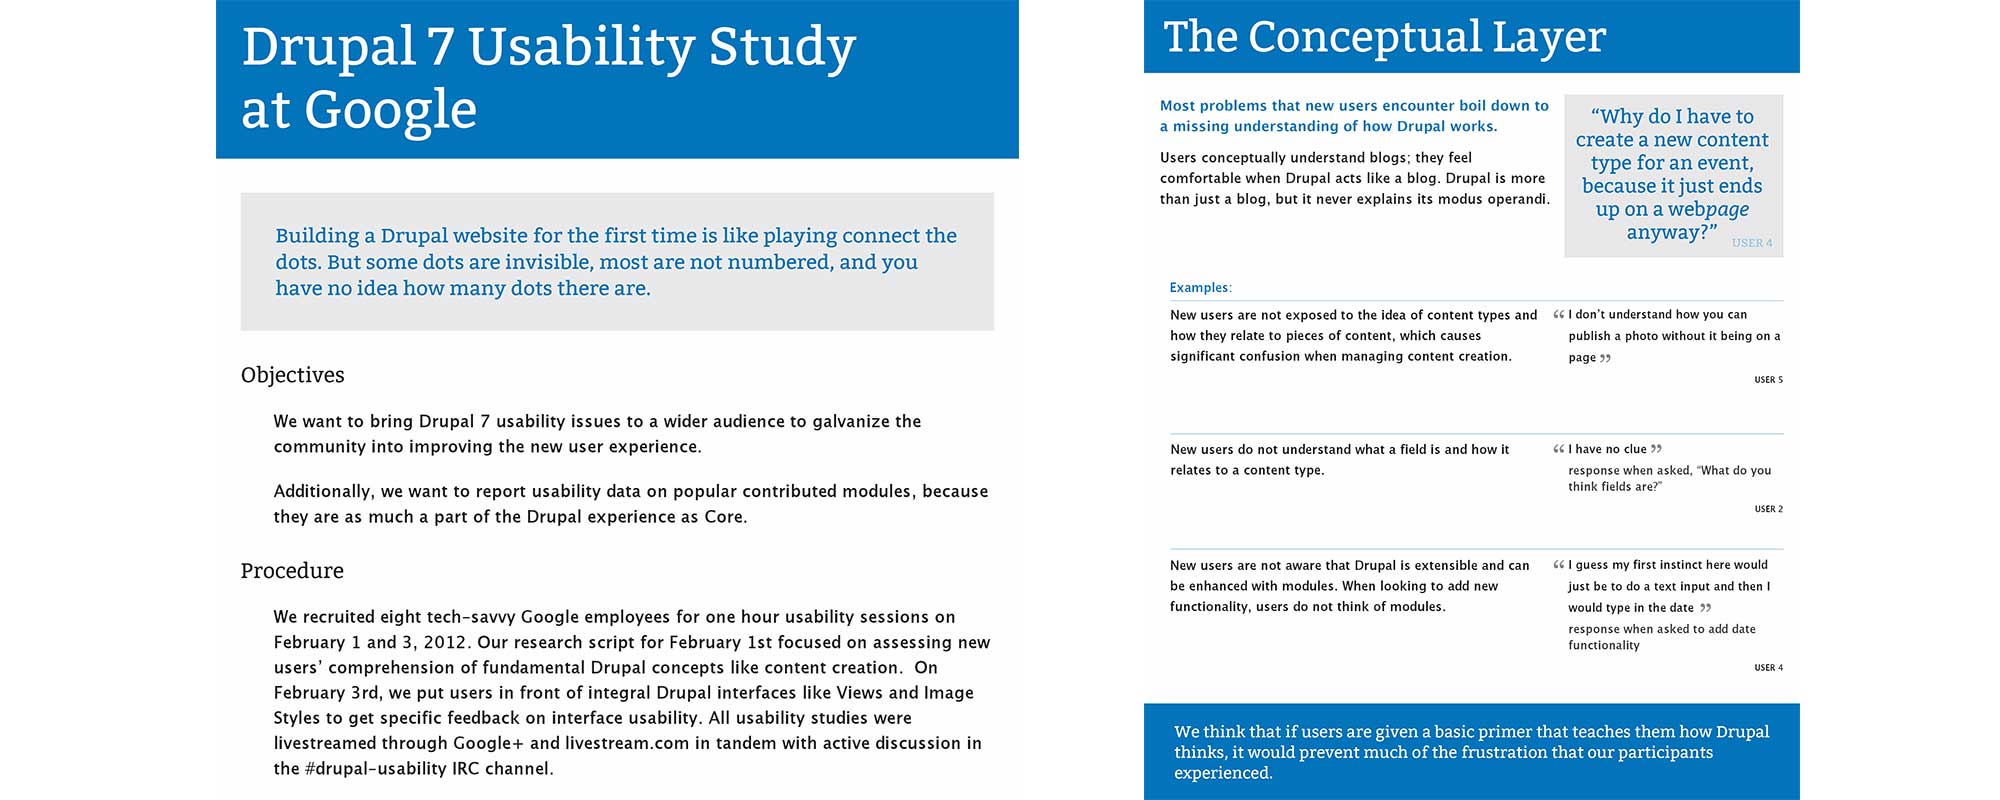 Drupal 7 Usability Study
at Google
Building a Drupal website for the first time is like playing connect the
dots. But some dots are invisible, most are not numbered, and you
have no idea how many dots there are.
Objectives
We want to bring Drupal 7 usability issues to a wider audience to galvanize the
community into improving the new user experience.
Additionally, we want to report usability data on popular contributed modules, because
they are as much a part of the Drupal experience as Core.
Procedure
We recruited eight tech-savvy Google employees for one hour usability sessions on
February 1 and 3, 2012. Our research script for February 1st focused on assessing new
users’ comprehension of fundamental Drupal concepts like content creation.  On
February 3rd, we put users in front of integral Drupal interfaces like Views and Image
Styles to get specific feedback on interface usability. All usability studies were
livestreamed through Google+ and livestream.com in tandem with active discussion in
the #drupal-usability IRC channel.
The Conceptual Layer
Most problems that new users encounter boil down to
a missing understanding of how Drupal works.
Users conceptually understand blogs; they feel
comfortable when Drupal acts like a blog. Drupal is more
than just a blog, but it never explains its modus operandi.
“Why do I have to
create a new content
type for an event,
because it just ends
up on a webpage
anyway?”
USER 4
Examples:
New users are not exposed to the idea of content types and
how they relate to pieces of content, which causes
significant confusion when managing content creation.
“ I don’t understand how you can
publish a photo without it being on a
page ”
USER 5
New users do not understand what a field is and how it
relates to a content type.
“ I have no clue ”
response when asked, “What do you
think fields are?”
USER 2
New users are not aware that Drupal is extensible and can
be enhanced with modules. When looking to add new
functionality, users do not think of modules.
“ I guess my first instinct here would
just be to do a text input and then I
would type in the date ”
response when asked to add date
functionality
USER 4
We think that if users are given a basic primer that teaches them how Drupal
thinks, it would prevent much of the frustration that our participants
experienced.